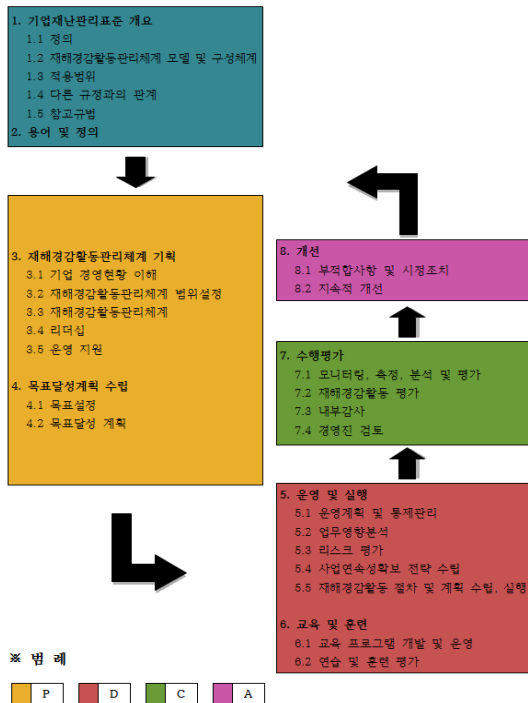 1. 기업재난관리표준 개요
1.1 정의
1.2 재해경감활동관리체계 모델 및 구성체계
1.3 적용범위
1.4 다른 규정과의 관계
1.5 참고규범
2. 용어 및 정의
3. 재해경감활동관리체계 기획
3.1 기업 경영현황 이해
3.2 재해경감활동관리체계 범위설정
3.3 재해경감활동관리체계
3.4 리더십
3.5 운영 지원
4. 목표달성계획 수립
4.1 목표설정
4.2 목표달성 계획
5. 운영 및 실행
5.1 운영계획 및 통제관리
5.2 업무영향분석
5.3 리스크 평가
5.4 사업연속성확보 전략 수립
5.5 재해경감활동 절차 및 계획 수립, 실행
6. 교육 및 훈련
6.1 교육 프로그램 개발 및 운영
6.2 연습 및 훈련 평가
7. 수행평가
7.1 모니터링, 측정, 분석 및 평가
7.2 재해경감활동 평가
7.3 내부감사
7.4 경영진 검토
8. 개선
8.1 부적합사항 및 시정조치
8.2 지속적 개선
※ 범 례
P D C A